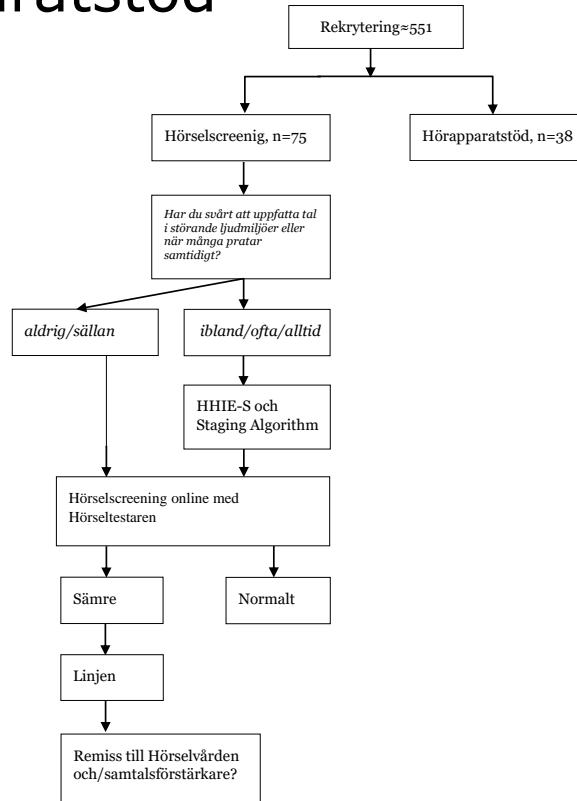 Rekrytering≈551
Hörselscreenig, n=75
Hörapparatstöd, n=38
Har du svårt att uppfatta tal
i störande ljudmiljöer eller
när många pratar
samtidigt?
aldrig/sällan
ibland/ofta/alltid
HHIE-S och
Staging Algorithm
Hörselscreening online med
Hörseltestaren
Sämre
Normalt
Linjen
Remiss till Hörselvården
och/samtalsförstärkare?